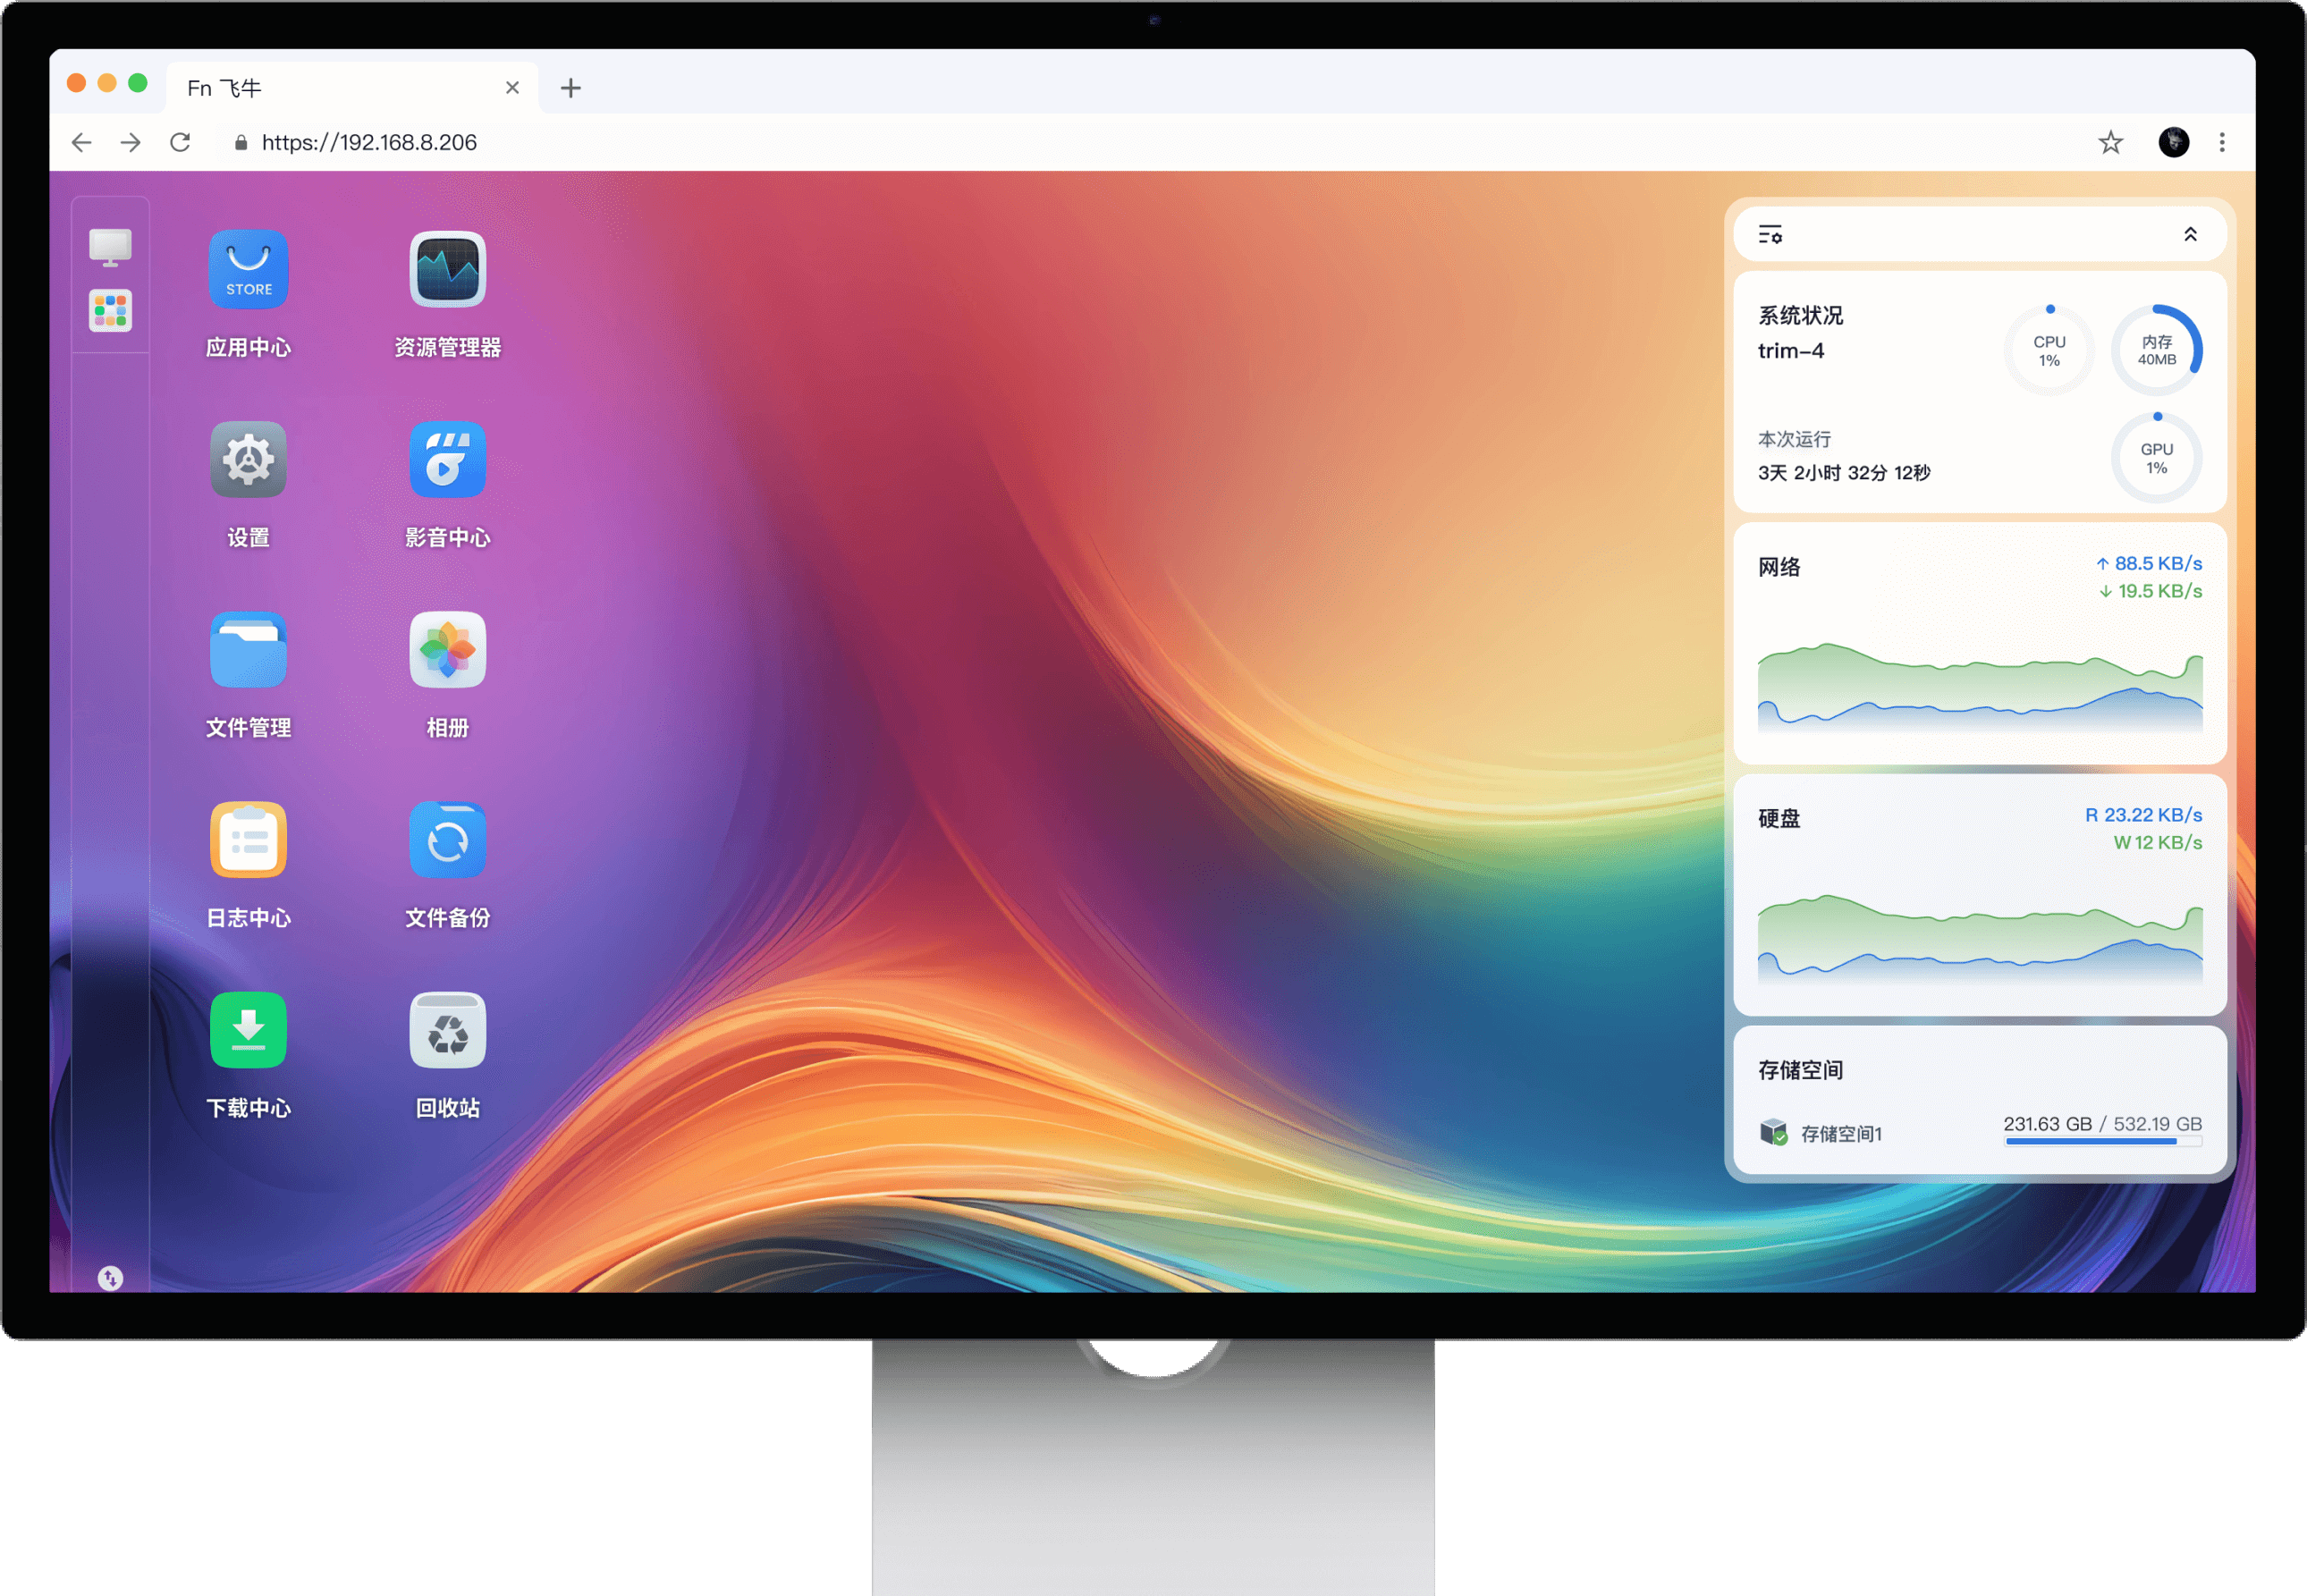 Fn 飞牛
https://192.168.8.206
STORE
应用中心
资源管理器
设置
影音中心
文件管理
相册
日志中心
文件备份
下载中心
回收站
系统状况
trim-4
CPU
1%
内存
40MB
本次运行
3天 2小时 32分 12秒
GPU
1%
网络
↑ 88.5 KB/s
↓ 19.5 KB/s
硬盘
R 23.22 KB/s
W 12 KB/s
存储空间
存储空间1
231.63 GB / 532.19 GB